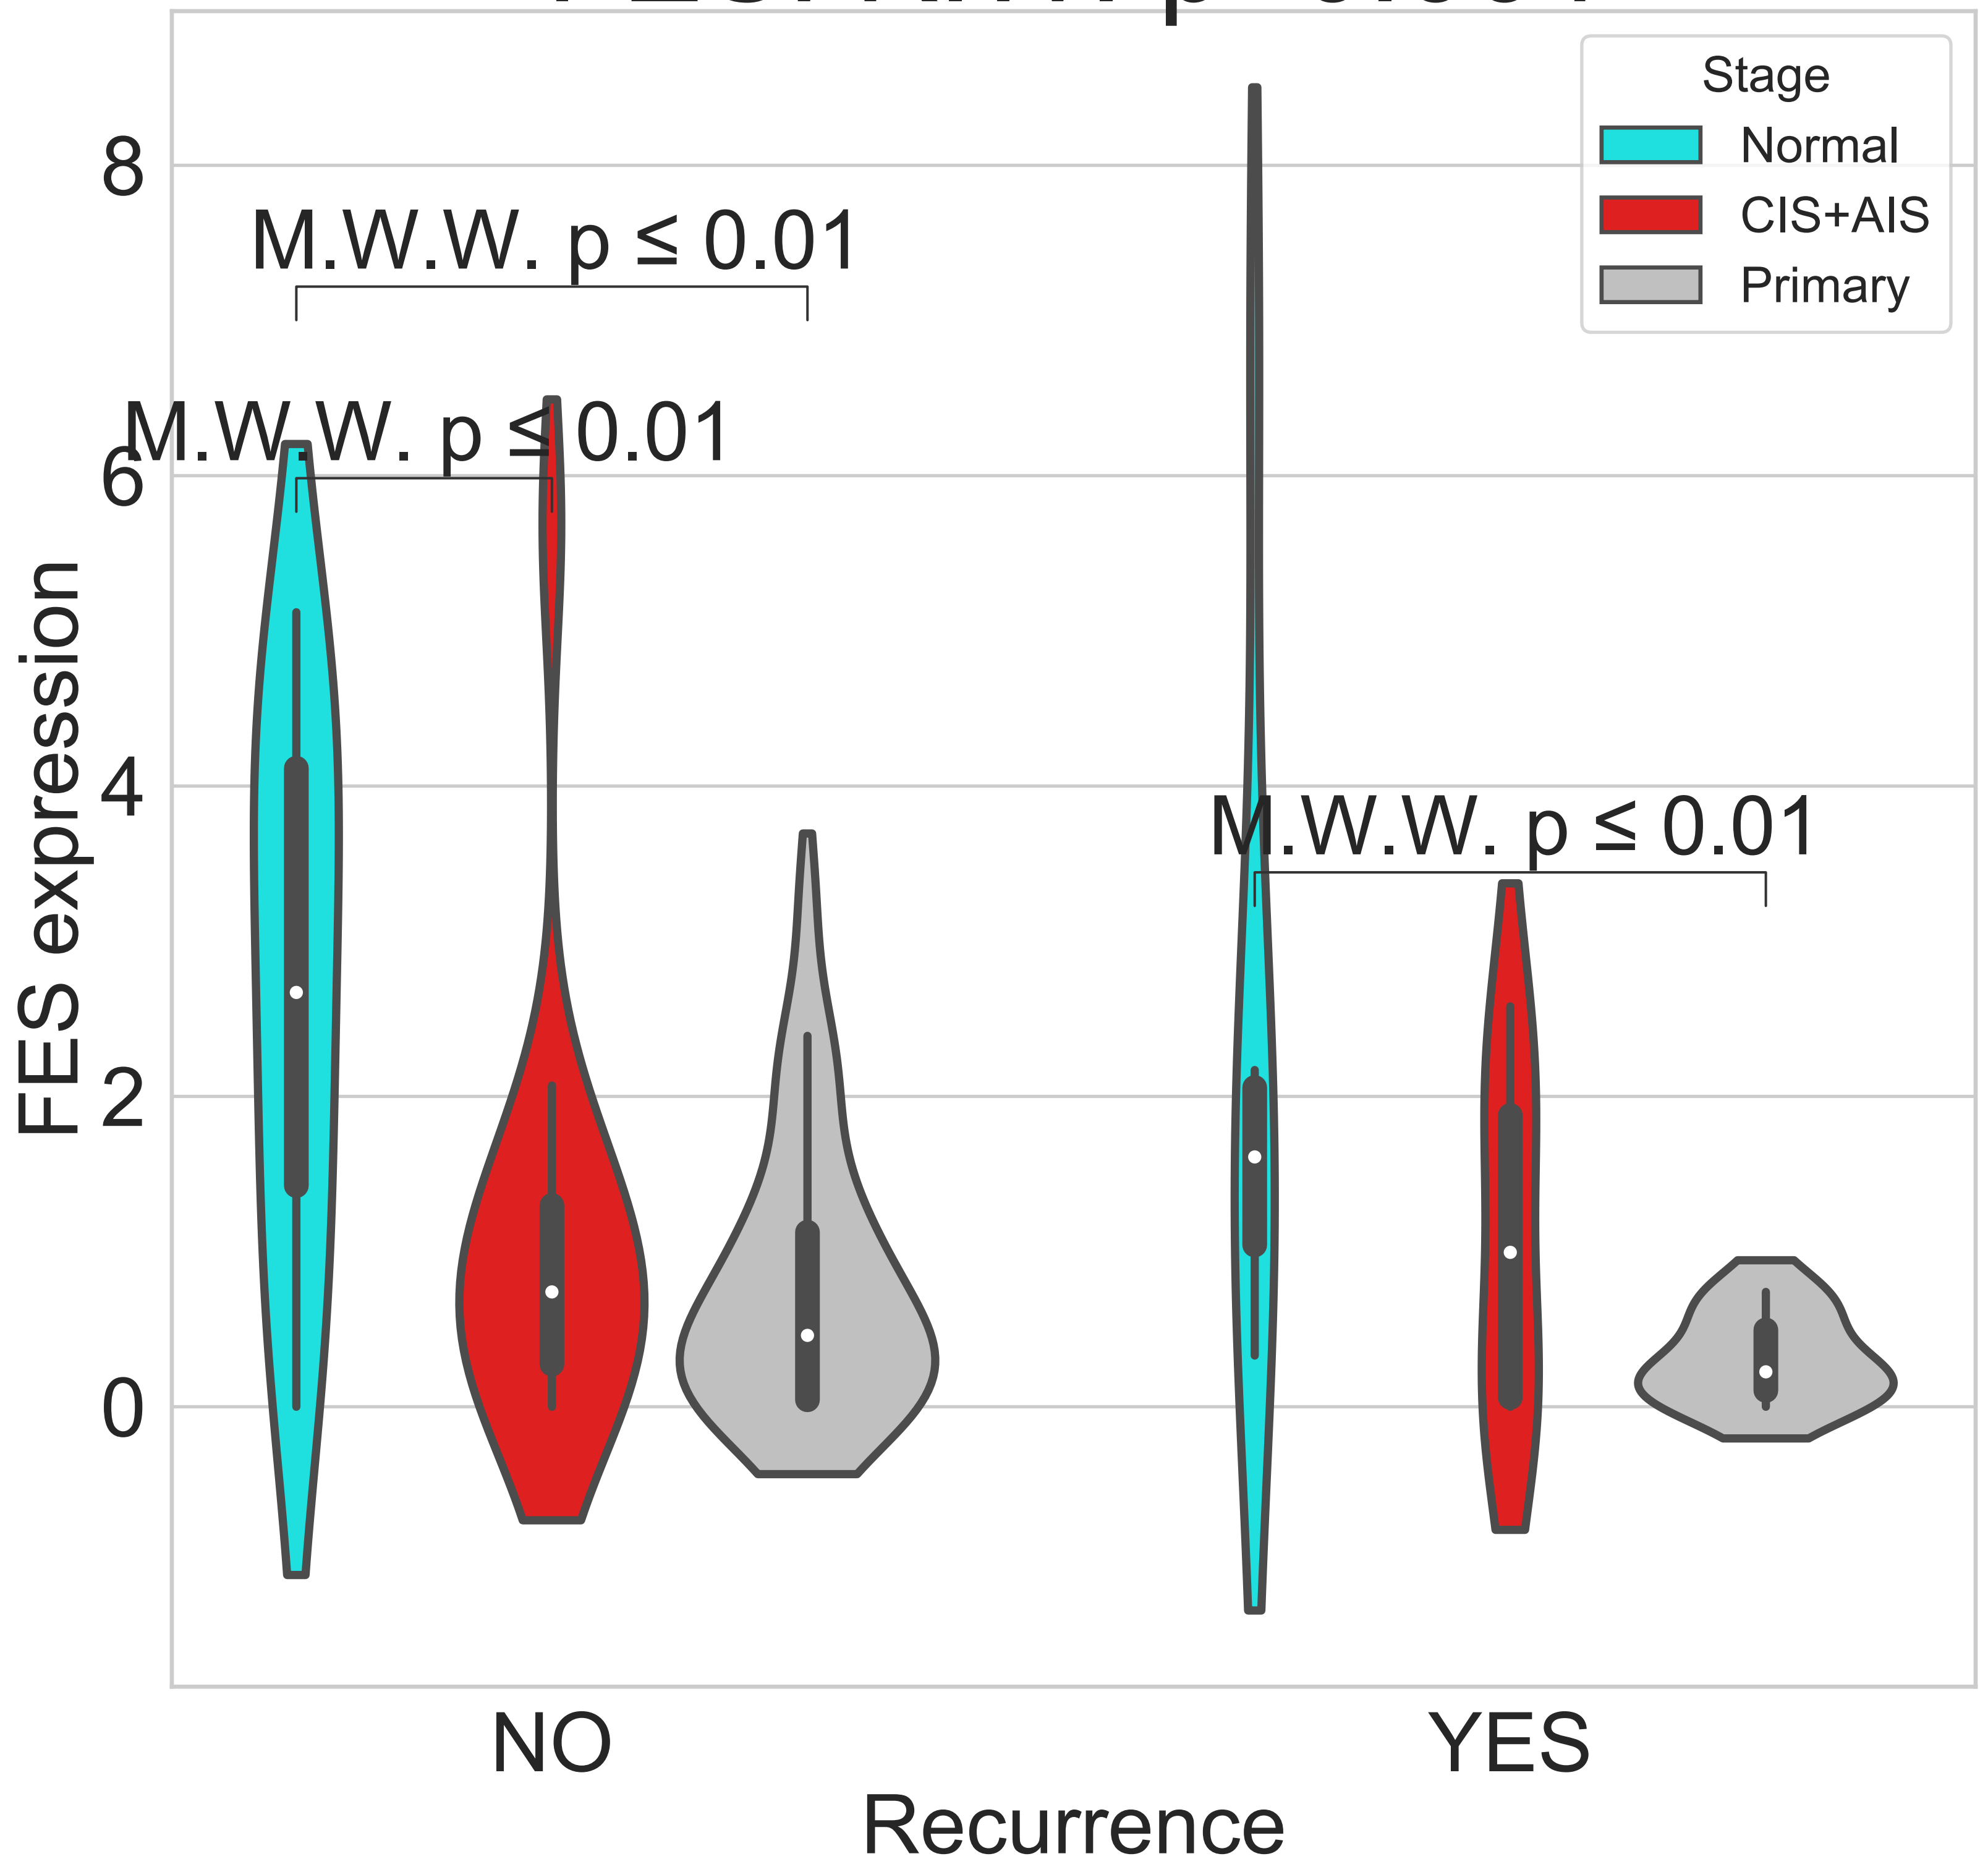 Stage
Normal
CIS+AIS
Primary
M.W.W. p ≤ 0.01
M.W.W. p ≤ 0.01
M.W.W. p ≤ 0.01
8
6
4
2
0
FES expression
NO
YES
Recurrence